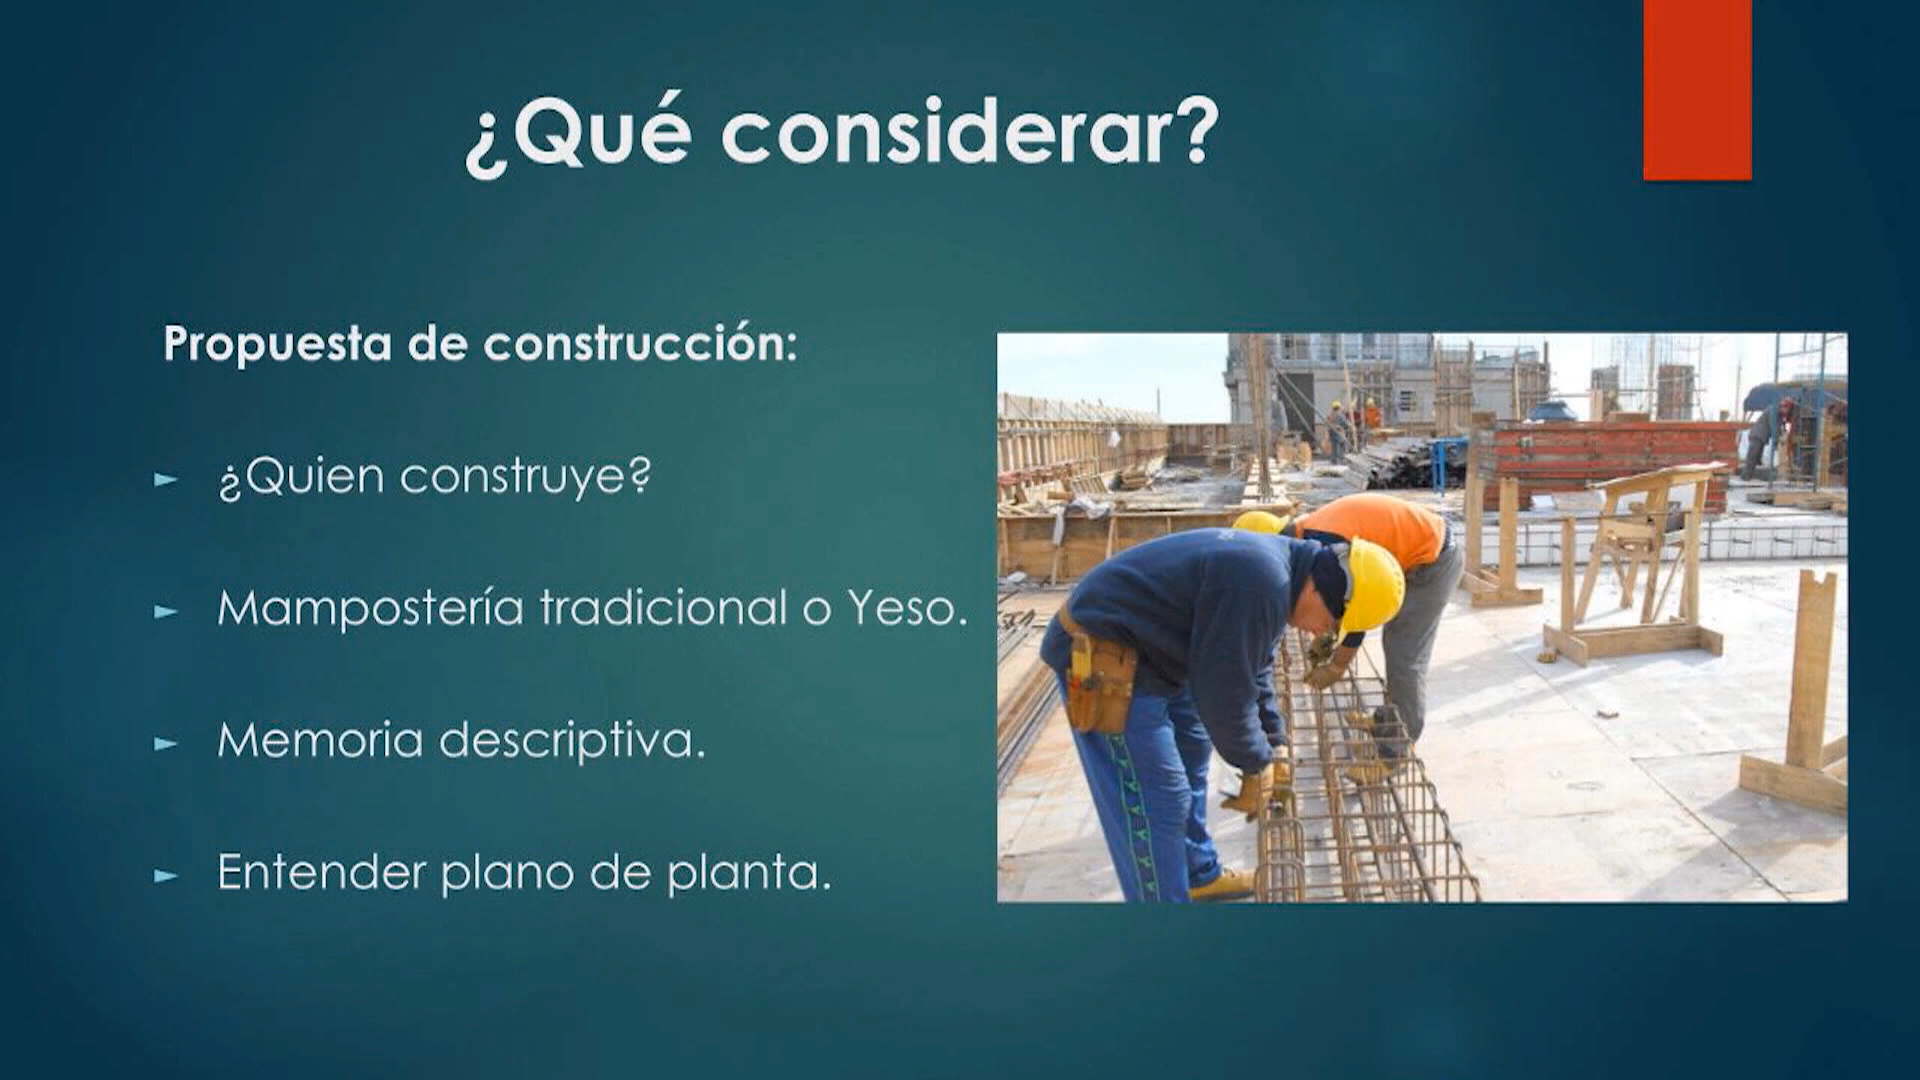 ¿Qué considerar?
Propuesta de construcción:
¿Quien construye?
Mampostería tradicional o Yeso.
Memoria descriptiva.
Entender plano de planta.